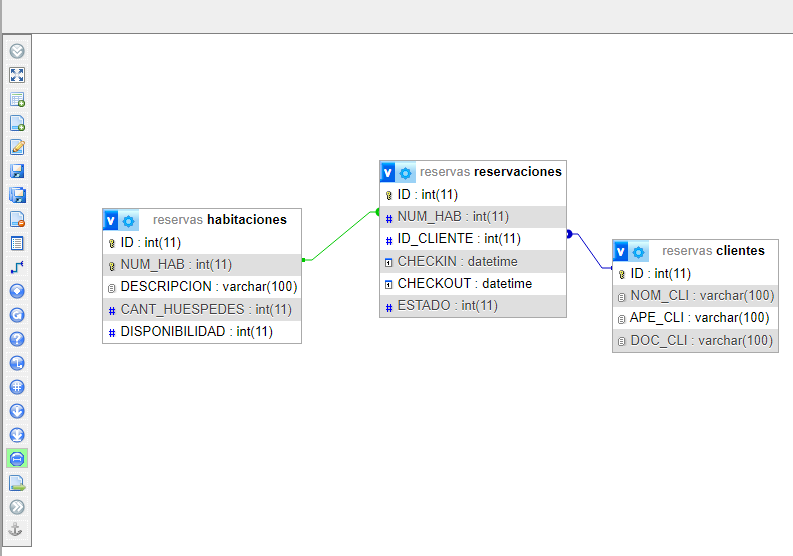 v reservas habitaciones
ID : int(11)
NUM_HAB : int(11)
DESCRIPCION : varchar(100)
# CANT_HUESPEDES : int(11)
# DISPONIBILIDAD : int(11)
v reservas reservaciones
ID : int(11)
# NUM_HAB : int(11)
# ID_CLIENTE : int(11)
CHECKIN : datetime
CHECKOUT : datetime
# ESTADO : int(11)
v reservas clientes
ID : int(11)
NOM_CLI : varchar(100)
APE_CLI : varchar(100)
DOC_CLI : varchar(100)